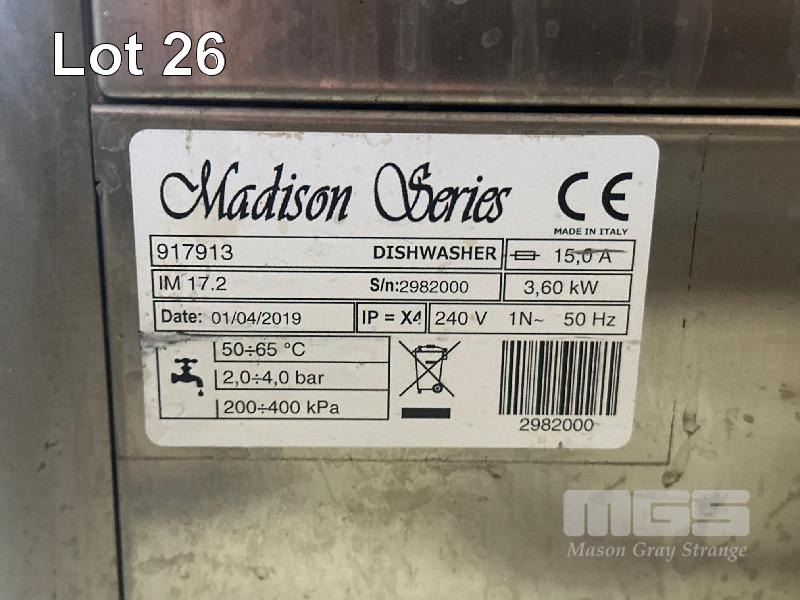 Lot 26
Madison Series CE
MADE IN ITALY
917913 DISHWASHER 15,0 A
IM 17.2 S/n:2982000 3,60 kW
Date: 01/04/2019 IP = X4 240 V 1N~ 50 Hz
50÷65 °C
2,0÷4,0 bar
200÷400 kPa
2982000
MGS
Mason Gray Strange